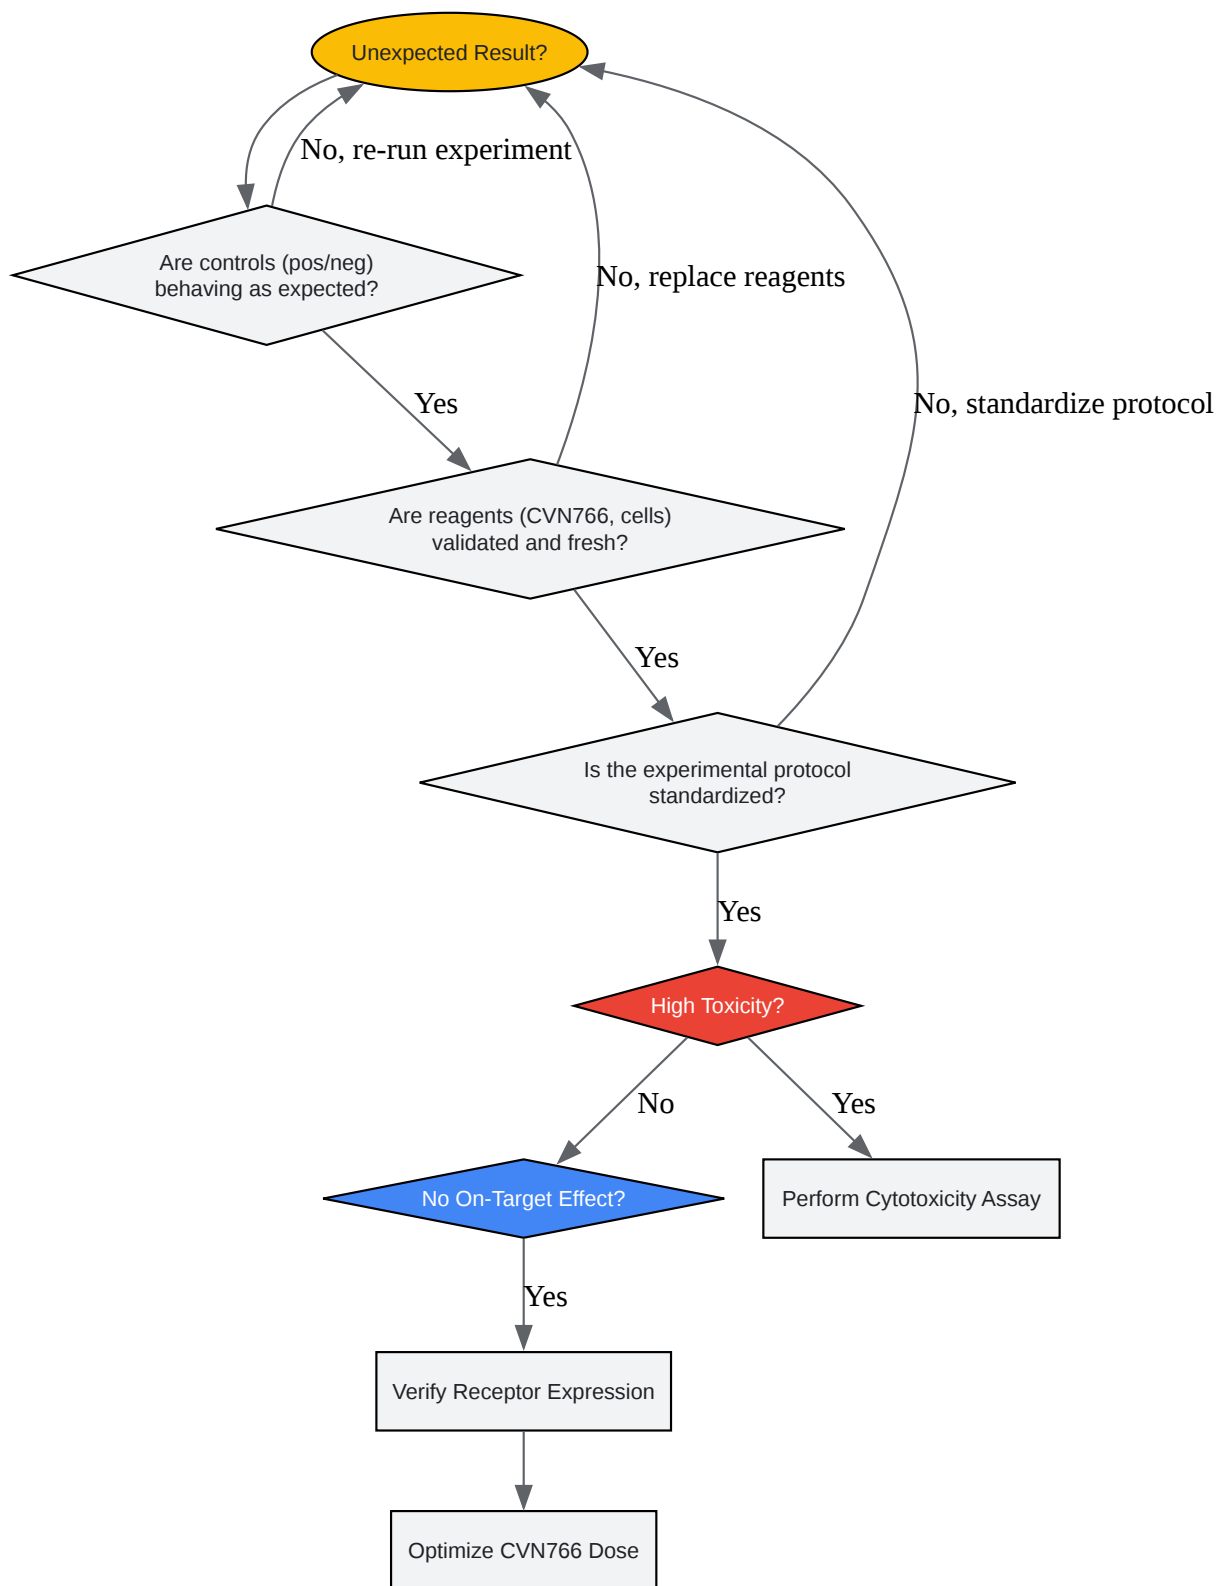 Unexpected Result?
No, re-run experiment
Are controls (pos/neg)
behaving as expected?
No, replace reagents
Yes
No, standardize protocol
Are reagents (CVN766, cells)
validated and fresh?
Yes
Is the experimental protocol
standardized?
Yes
High Toxicity?
No
Yes
No On-Target Effect?
Perform Cytotoxicity Assay
Yes
Verify Receptor Expression
Optimize CVN766 Dose